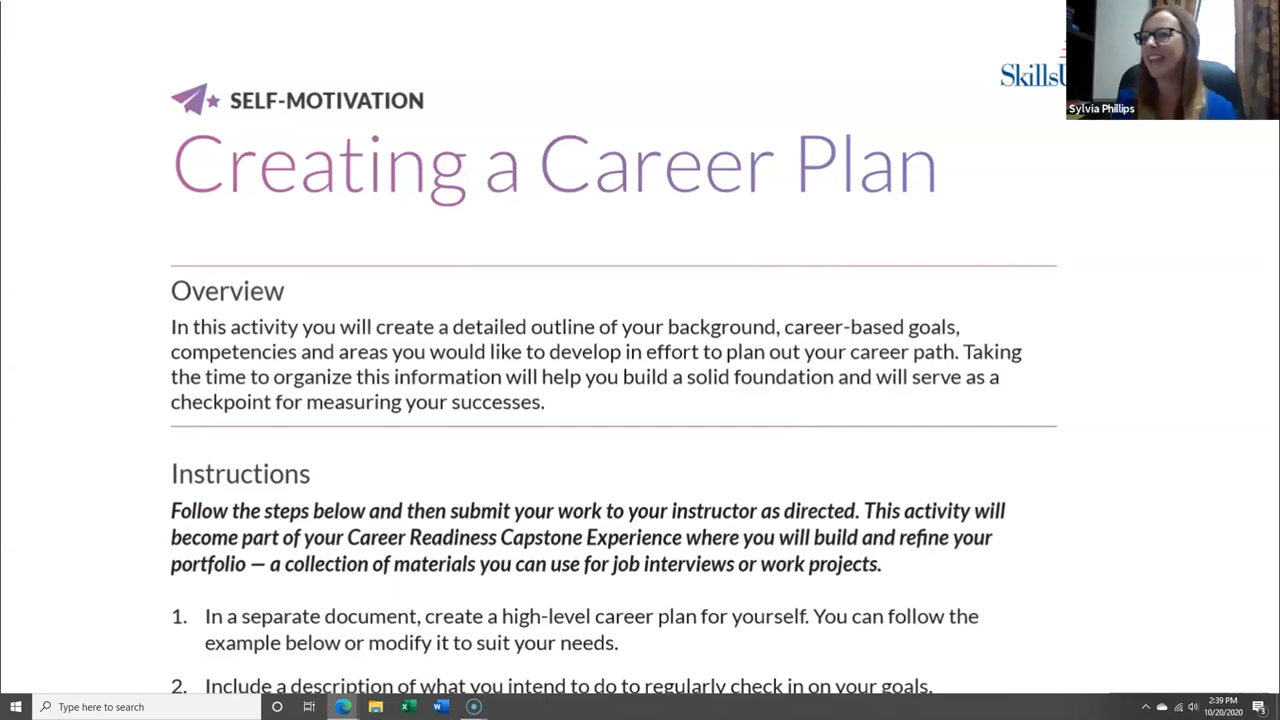 SELF-MOTIVATION
SkillsU
Sylvia Phillips
Creating a Career Plan
Overview
In this activity you will create a detailed outline of your background, career-based goals,
competencies and areas you would like to develop in effort to plan out your career path. Taking
the time to organize this information will help you build a solid foundation and will serve as a
checkpoint for measuring your successes.
Instructions
Follow the steps below and then submit your work to your instructor as directed. This activity will
become part of your Career Readiness Capstone Experience where you will build and refine your
portfolio — a collection of materials you can use for job interviews or work projects.
1. In a separate document, create a high-level career plan for yourself. You can follow the
example below or modify it to suit your needs.
2. Include a description of what you intend to do to regularly check in on your goals.
Type here to search
2:39 PM
10/20/2020
3